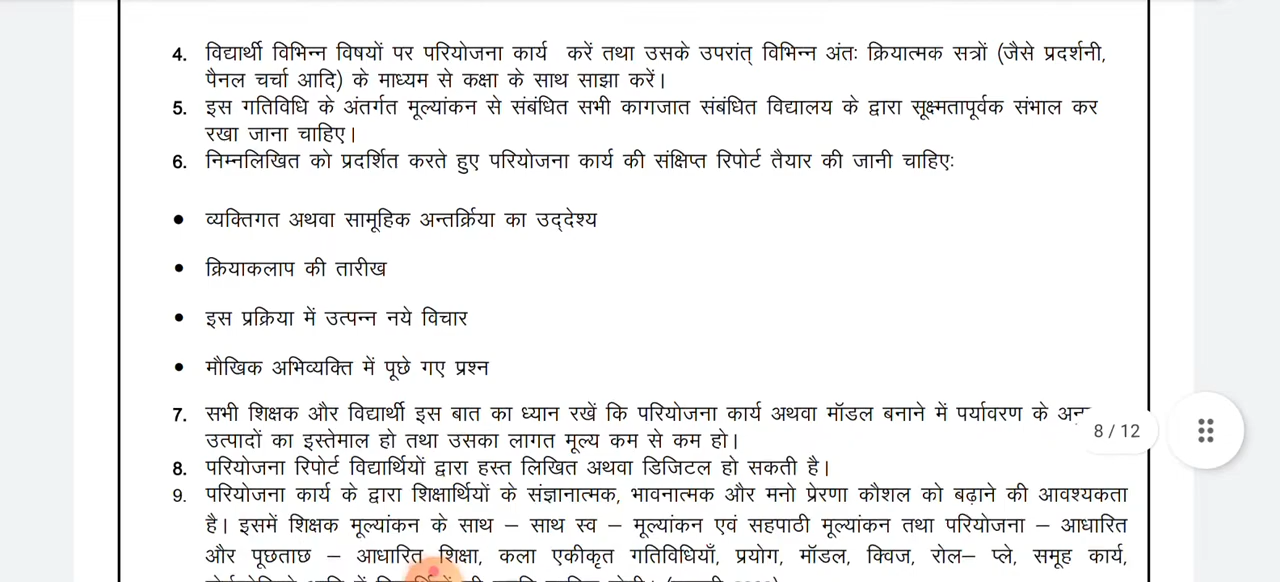 4. विद्यार्थी विभिन्न विषयों पर परियोजना कार्य करें तथा उसके उपरांत् विभिन्न अंतः क्रियात्मक सत्रों (जैसे प्रदर्शनी,
पैनल चर्चा आदि) के माध्यम से कक्षा के साथ साझा करें।
5. इस गतिविधि के अंतर्गत मूल्यांकन से संबंधित सभी कागजात संबंधित विद्यालय के द्वारा सूक्ष्मतापूर्वक संभाल कर
रखा जाना चाहिए।
6. निम्नलिखित को प्रदर्शित करते हुए परियोजना कार्य की संक्षिप्त रिपोर्ट तैयार की जानी चाहिएः
• व्यक्तिगत अथवा सामूहिक अन्तर्क्रिया का उद्देश्य
• क्रियाकलाप की तारीख
• इस प्रक्रिया में उत्पन्न नये विचार
• मौखिक अभिव्यक्ति में पूछे गए प्रश्न
7. सभी शिक्षक और विद्यार्थी इस बात का ध्यान रखें कि परियोजना कार्य अथवा मॉडल बनाने में पर्यावरण के
8 / 12
उत्पादों का इस्तेमाल हो तथा उसका लागत मूल्य कम से कम हो।
8. परियोजना रिपोर्ट विद्यार्थियों द्वारा हस्त लिखित अथवा डिजिटल हो सकती है।
9. परियोजना कार्य के द्वारा शिक्षार्थियों के संज्ञानात्मक, भावनात्मक और मनो प्रेरणा कौशल को बढ़ाने की आवश्यकता
है। इसमें शिक्षक मूल्यांकन के साथ – साथ स्व – मूल्यांकन एवं सहपाठी मूल्यांकन तथा परियोजना – आधारित
और पूछताछ – आधारित शिक्षा, कला एकीकृत गतिविधियाँ, प्रयोग, मॉडल, क्विज, रोल– प्ले, समूह कार्य,